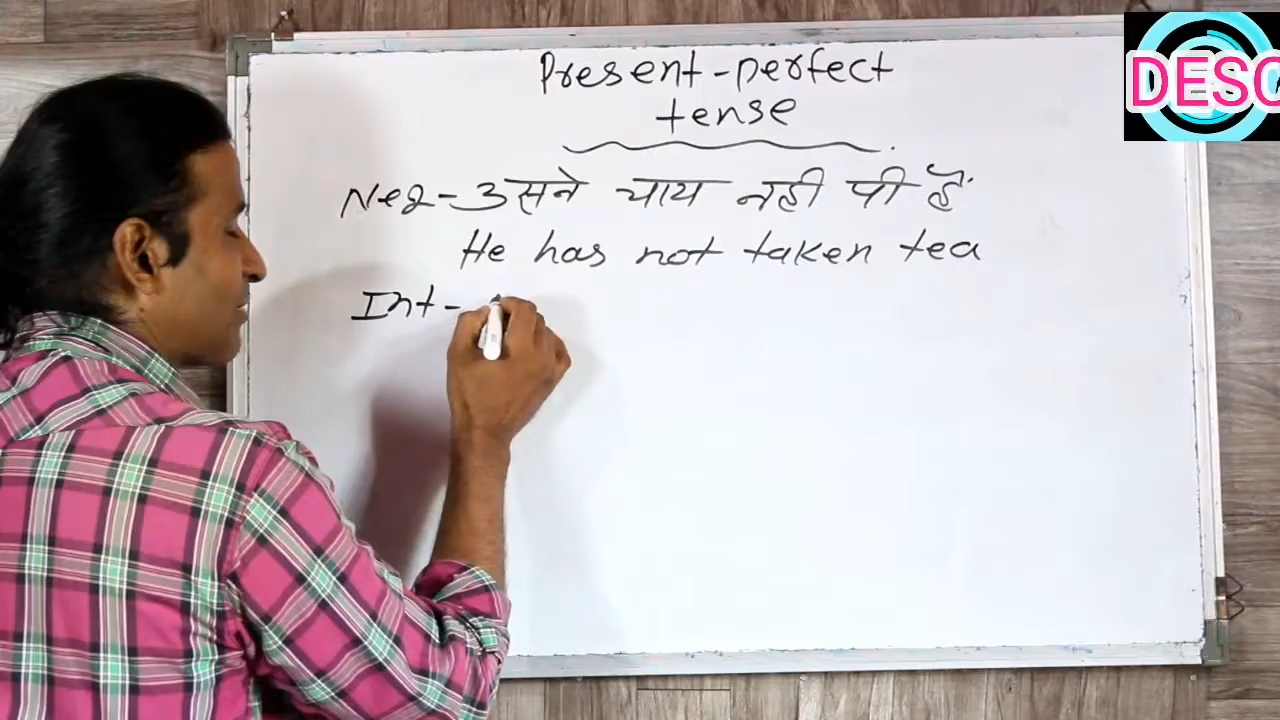 Present-perfect
tense
Neg-उसने चाय नही पी हैं
He has not taken tea
Int-
DESC